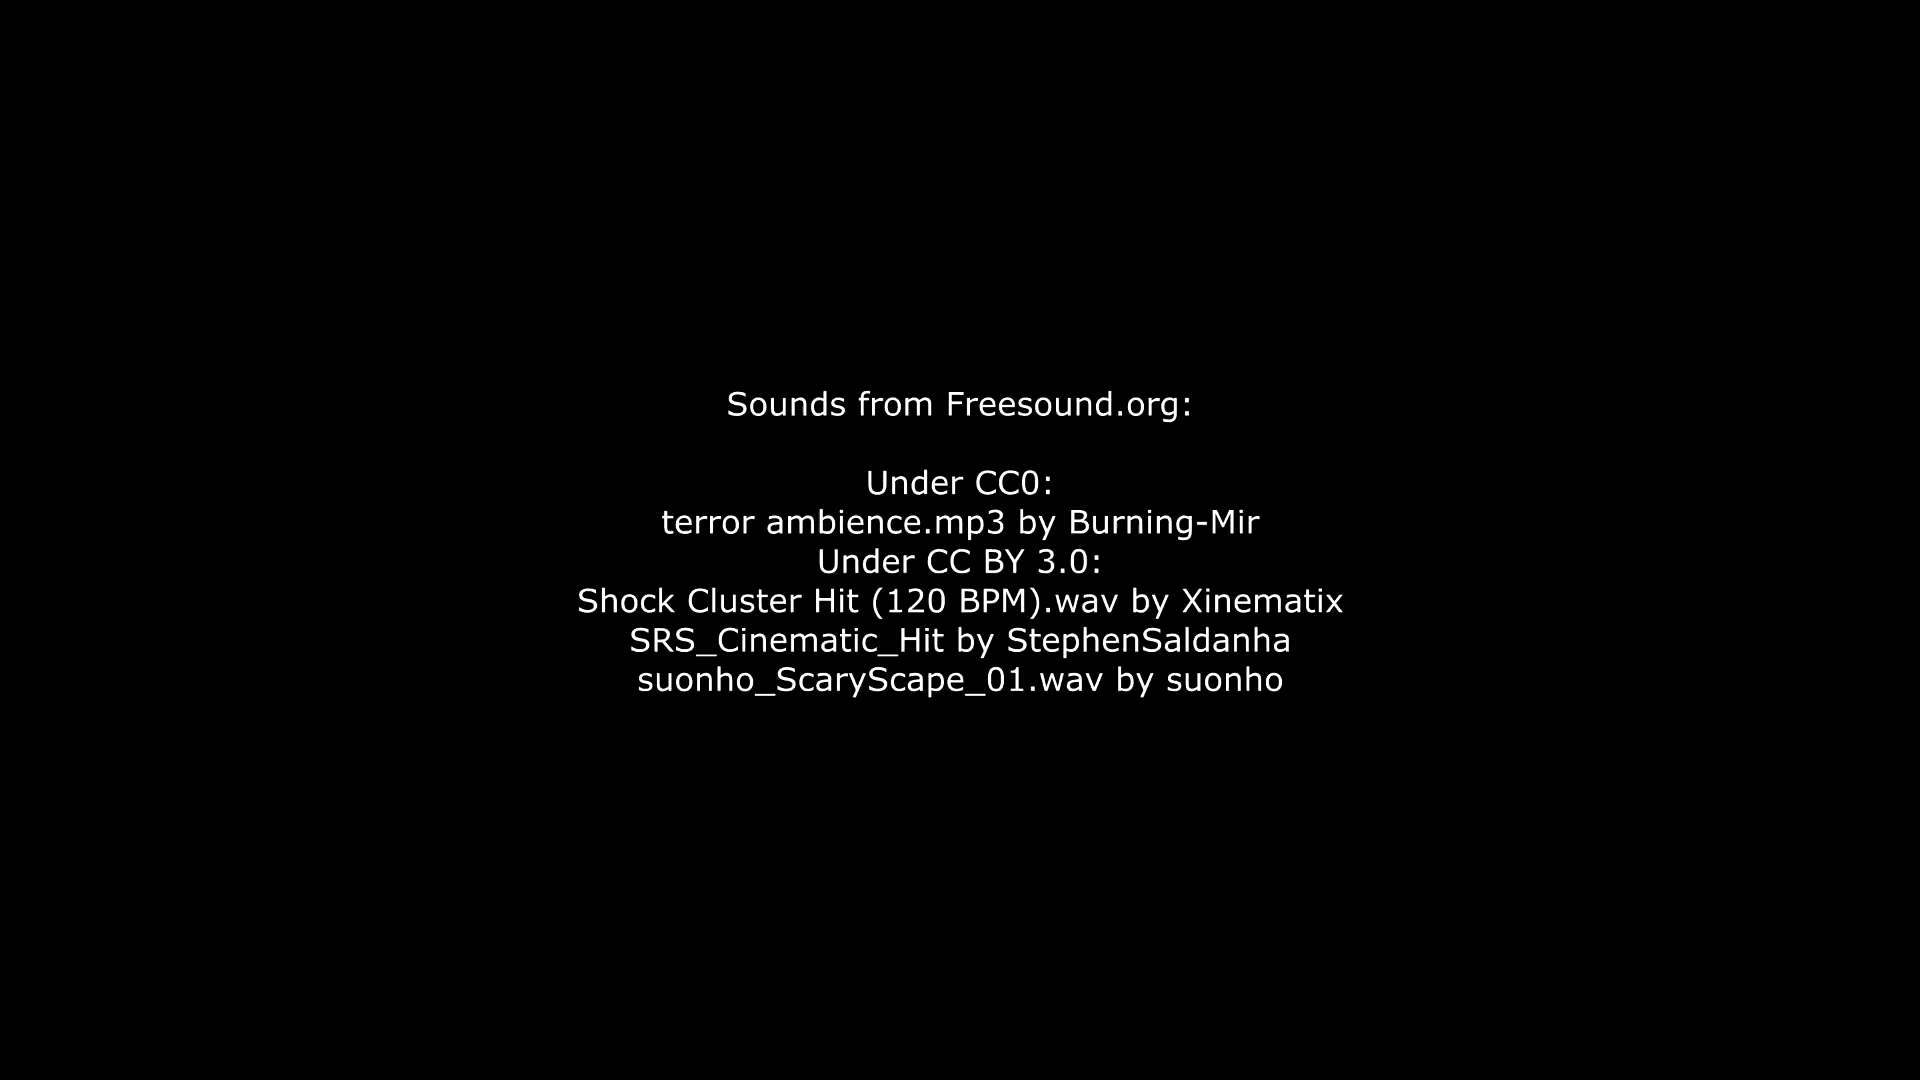 Sounds from Freesound.org:
Under CC0:
terror ambience.mp3 by Burning-Mir
Under CC BY 3.0:
Shock Cluster Hit (120 BPM).wav by Xinematix
SRS_Cinematic_Hit by StephenSaldanha
suonho_ScaryScape_01.wav by suonho